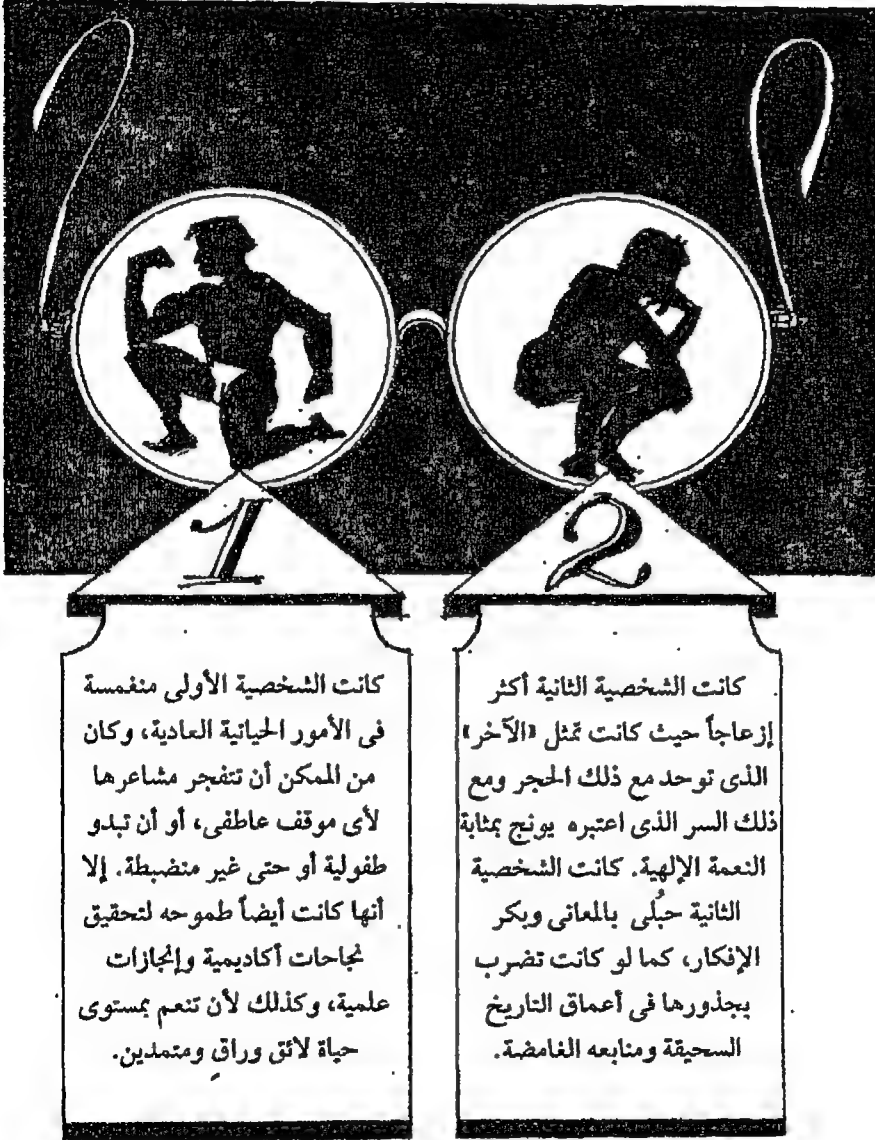 1
كانت الشخصية الأولى منغمسة
فى الأمور الحياتية العادية، وكان
من الممكن أن تتفجر مشاعرها
لأى موقف عاطفى، أو أن تبدو
طفولية أو حتى غير منضبطة. إلا
أنها كانت أيضاً طموحه لتحقيق
نجاحات أكاديمية وإنجازات
علمية، وكذلك لأن تنعم بمستوى
حياة لائق وراقٍ ومتمدين.
2
كانت الشخصية الثانية أكثر
إزعاجاً حيث كانت تمثل «الآخر»
الذى توحد مع ذلك الحجر ومع
ذلك السر الذى اعتبره يونج بمثابة
النعمة الإلهية. كانت الشخصية
الثانية حبُلى بالمعانى وبكر
الإفكار، كما لو كانت تضرب
بجذورها فى أعماق التاريخ
السحيقة ومنابعه الغامضة.